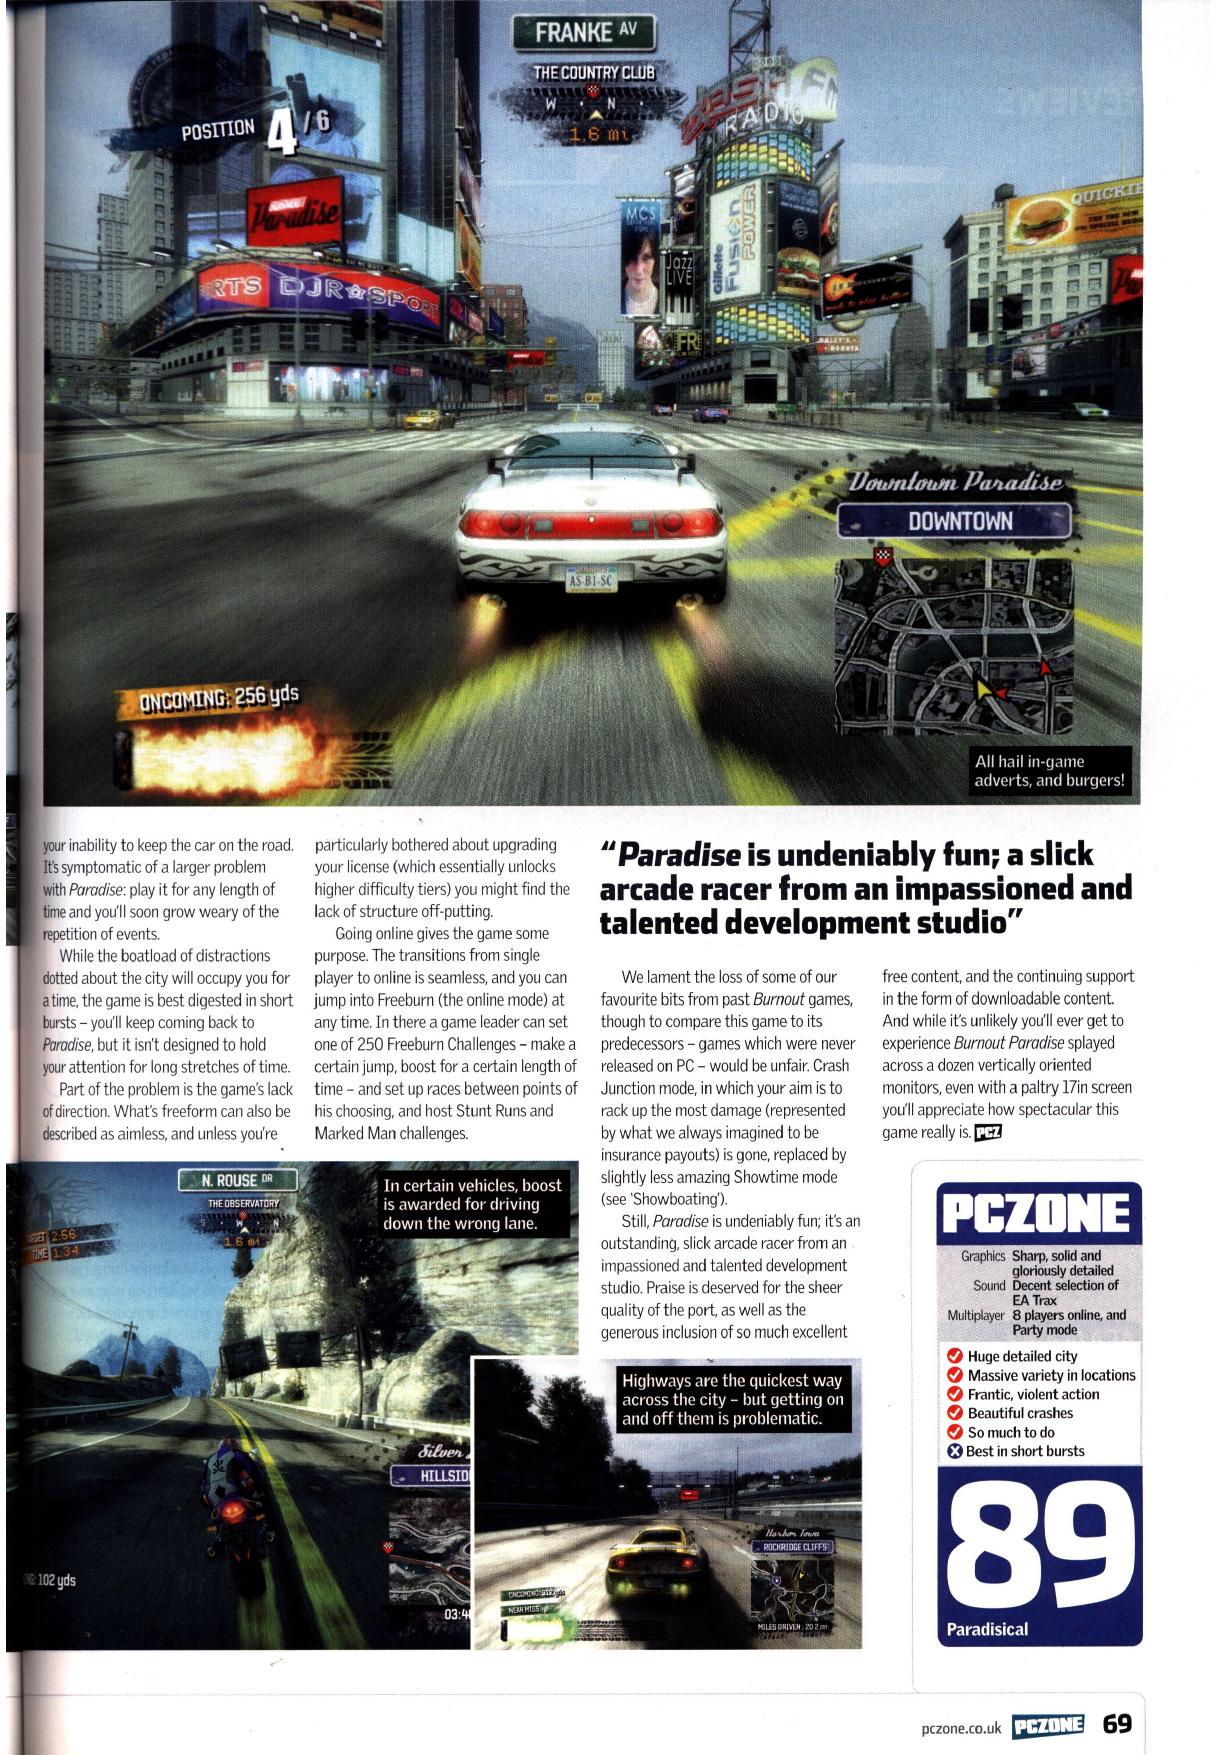 FRANKE AV
THE COUNTRY CLUB
W · N ·
1.6 mi
POSITION 4/6
RADIO
Paradise
DJR SPORT
MCS
Jazz
LIVE
Gillette
FUSION
POWER
QUICKIE
AS-B1-SC
Downtown Paradise
DOWNTOWN
ONCOMING: 256 yds
All hail in-game
adverts, and burgers!
your inability to keep the car on the road.
It's symptomatic of a larger problem
with Paradise: play it for any length of
time and you'll soon grow weary of the
repetition of events.
While the boatload of distractions
dotted about the city will occupy you for
a time, the game is best digested in short
bursts – you'll keep coming back to
Paradise, but it isn't designed to hold
your attention for long stretches of time.
Part of the problem is the game's lack
of direction. What's freeform can also be
described as aimless, and unless you're
particularly bothered about upgrading
your license (which essentially unlocks
higher difficulty tiers) you might find the
lack of structure off-putting.
Going online gives the game some
purpose. The transitions from single
player to online is seamless, and you can
jump into Freeburn (the online mode) at
any time. In there a game leader can set
one of 250 Freeburn Challenges – make a
certain jump, boost for a certain length of
time – and set up races between points of
his choosing, and host Stunt Runs and
Marked Man challenges.
“Paradise is undeniably fun; a slick
arcade racer from an impassioned and
talented development studio”
We lament the loss of some of our
favourite bits from past Burnout games,
though to compare this game to its
predecessors – games which were never
released on PC – would be unfair. Crash
Junction mode, in which your aim is to
rack up the most damage (represented
by what we always imagined to be
insurance payouts) is gone, replaced by
slightly less amazing Showtime mode
(see 'Showboating').
Still, Paradise is undeniably fun; it's an
outstanding, slick arcade racer from an
impassioned and talented development
studio. Praise is deserved for the sheer
quality of the port, as well as the
generous inclusion of so much excellent
free content, and the continuing support
in the form of downloadable content.
And while it's unlikely you'll ever get to
experience Burnout Paradise splayed
across a dozen vertically oriented
monitors, even with a paltry 17in screen
you'll appreciate how spectacular this
game really is. PCZ
N. ROUSE DR
THE OBSERVATORY
S · W · N
1.6 mi
TARGET 2:56
TIME 1:34
In certain vehicles, boost
is awarded for driving
down the wrong lane.
Silver
HILLSID
102 yds
03:4
Highways are the quickest way
across the city – but getting on
and off them is problematic.
Harbor Town
ROCKRIDGE CLIFFS
NEAR MISS
MILES DRIVEN : 20.2 mi
PCZONE
Graphics Sharp, solid and
gloriously detailed
Sound Decent selection of
EA Trax
Multiplayer 8 players online, and
Party mode
Huge detailed city
Massive variety in locations
Frantic, violent action
Beautiful crashes
So much to do
Best in short bursts
89
Paradisical
pczone.co.uk PCZONE 69